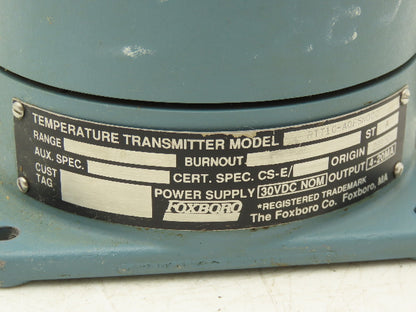 TEMPERATURE TRANSMITTER MODEL
RANGE ST A
AUX. SPEC. BURNOUT ORIGIN
CERT. SPEC. CS-E/ OUTPUT 4-20MA
CUST TAG
POWER SUPPLY 30VDC NOM
FOXBORO *REGISTERED TRADEMARK
The Foxboro Co. Foxboro, MA